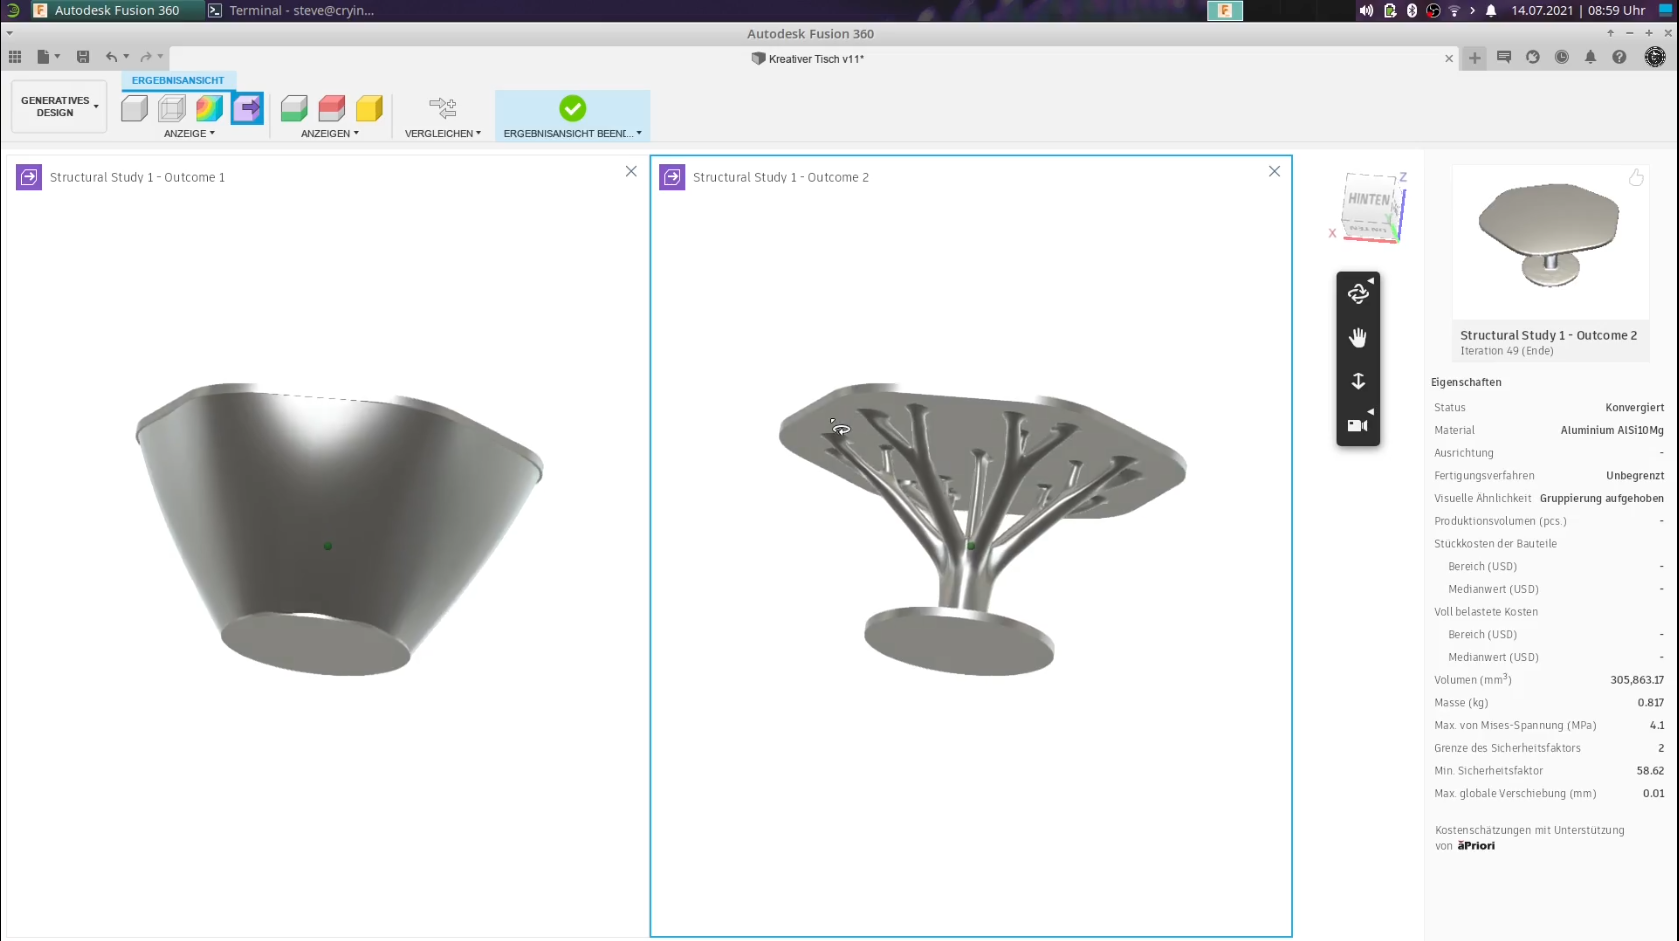 Autodesk Fusion 360
Terminal - steve@cryin...
14.07.2021 | 08:59 Uhr
Autodesk Fusion 360
Kreativer Tisch v11*
ERGEBNISANSICHT
GENERATIVES
DESIGN
ANZEIGE
ANZEIGEN
VERGLEICHEN
ERGEBNISANSICHT BEENE...
Structural Study 1 - Outcome 1
Structural Study 1 - Outcome 2
HINTEN
Z
X
Structural Study 1 - Outcome 2
Iteration 49 (Ende)
Eigenschaften
Status Konvergiert
Material Aluminium AlSi10Mg
Ausrichtung -
Fertigungsverfahren Unbegrenzt
Visuelle Ähnlichkeit Gruppierung aufgehoben
Produktionsvolumen (pcs.) -
Stückkosten der Bauteile
Bereich (USD) -
Medianwert (USD) -
Voll belastete Kosten
Bereich (USD) -
Medianwert (USD) -
Volumen (mm³) 305,863.17
Masse (kg) 0.817
Max. von Mises-Spannung (MPa) 4.1
Grenze des Sicherheitsfaktors 2
Min. Sicherheitsfaktor 58.62
Max. globale Verschiebung (mm) 0.01
Kostenschätzungen mit Unterstützung
von aPriori